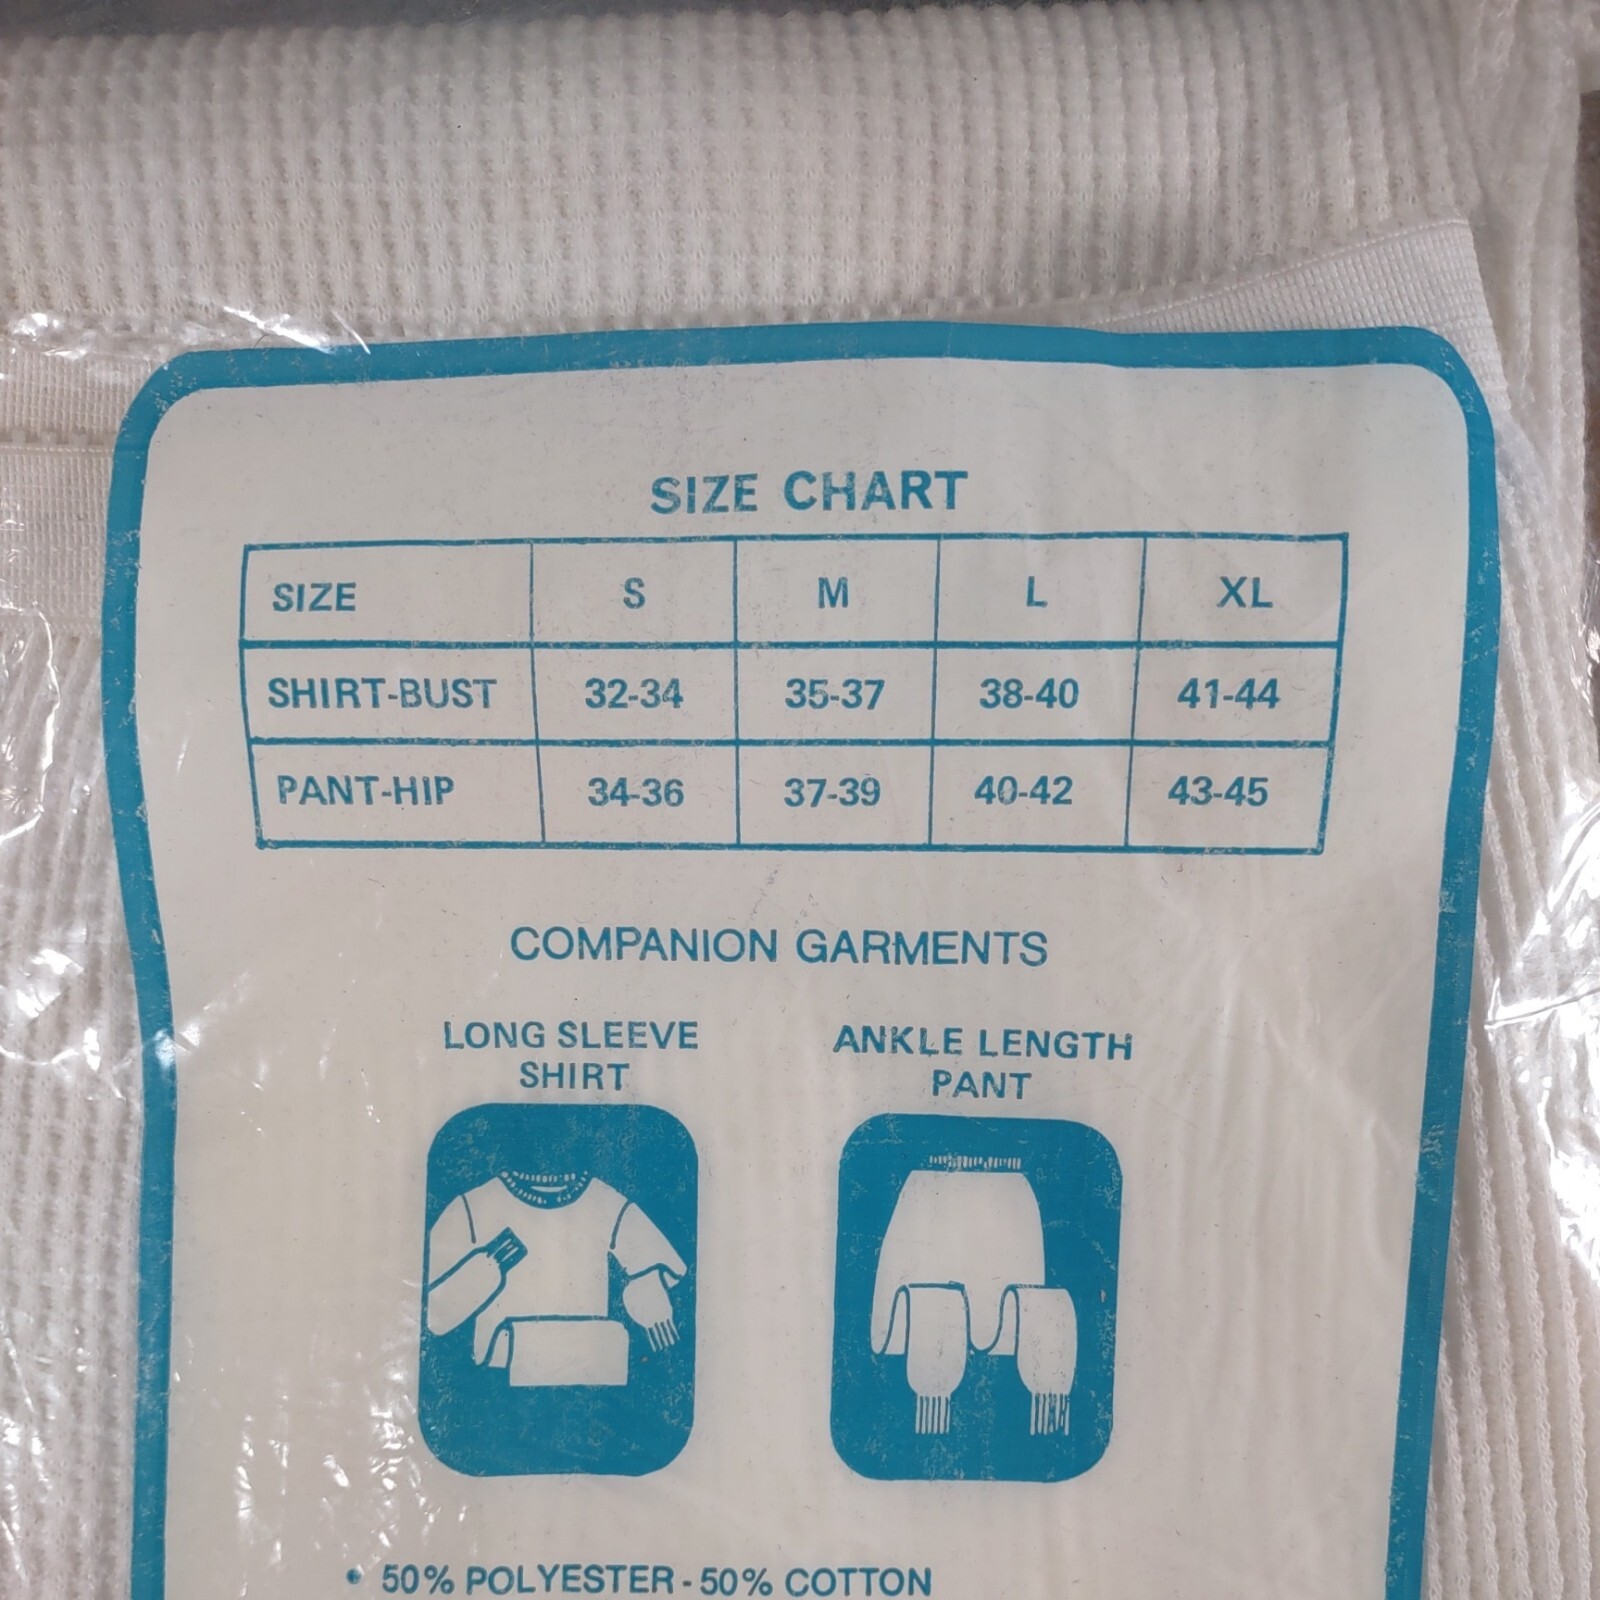 SIZE CHART
SIZE S M L XL
SHIRT-BUST 32-34 35-37 38-40 41-44
PANT-HIP 34-36 37-39 40-42 43-45
COMPANION GARMENTS
LONG SLEEVE
SHIRT
ANKLE LENGTH
PANT
• 50% POLYESTER - 50% COTTON